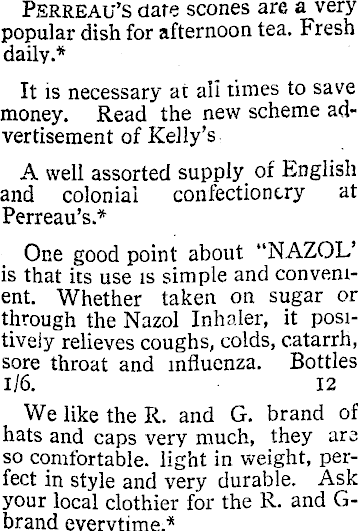 PERREAU'S date scones are a very
popular dish for afternoon tea. Fresh
daily.*
It is necessary at all times to save
money. Read the new scheme ad-
vertisement of Kelly's
A well assorted supply of English
and colonial confectionery at
Perreau's.*
One good point about "NAZOL'
is that its use is simple and conveni-
ent. Whether taken on sugar or
through the Nazol Inhaler, it posi-
tively relieves coughs, colds, catarrh,
sore throat and influenza. Bottles
1/6. 12
We like the R. and G. brand of
hats and caps very much, they are
so comfortable. light in weight, per-
fect in style and very durable. Ask
your local clothier for the R. and G-
brand everytime.*